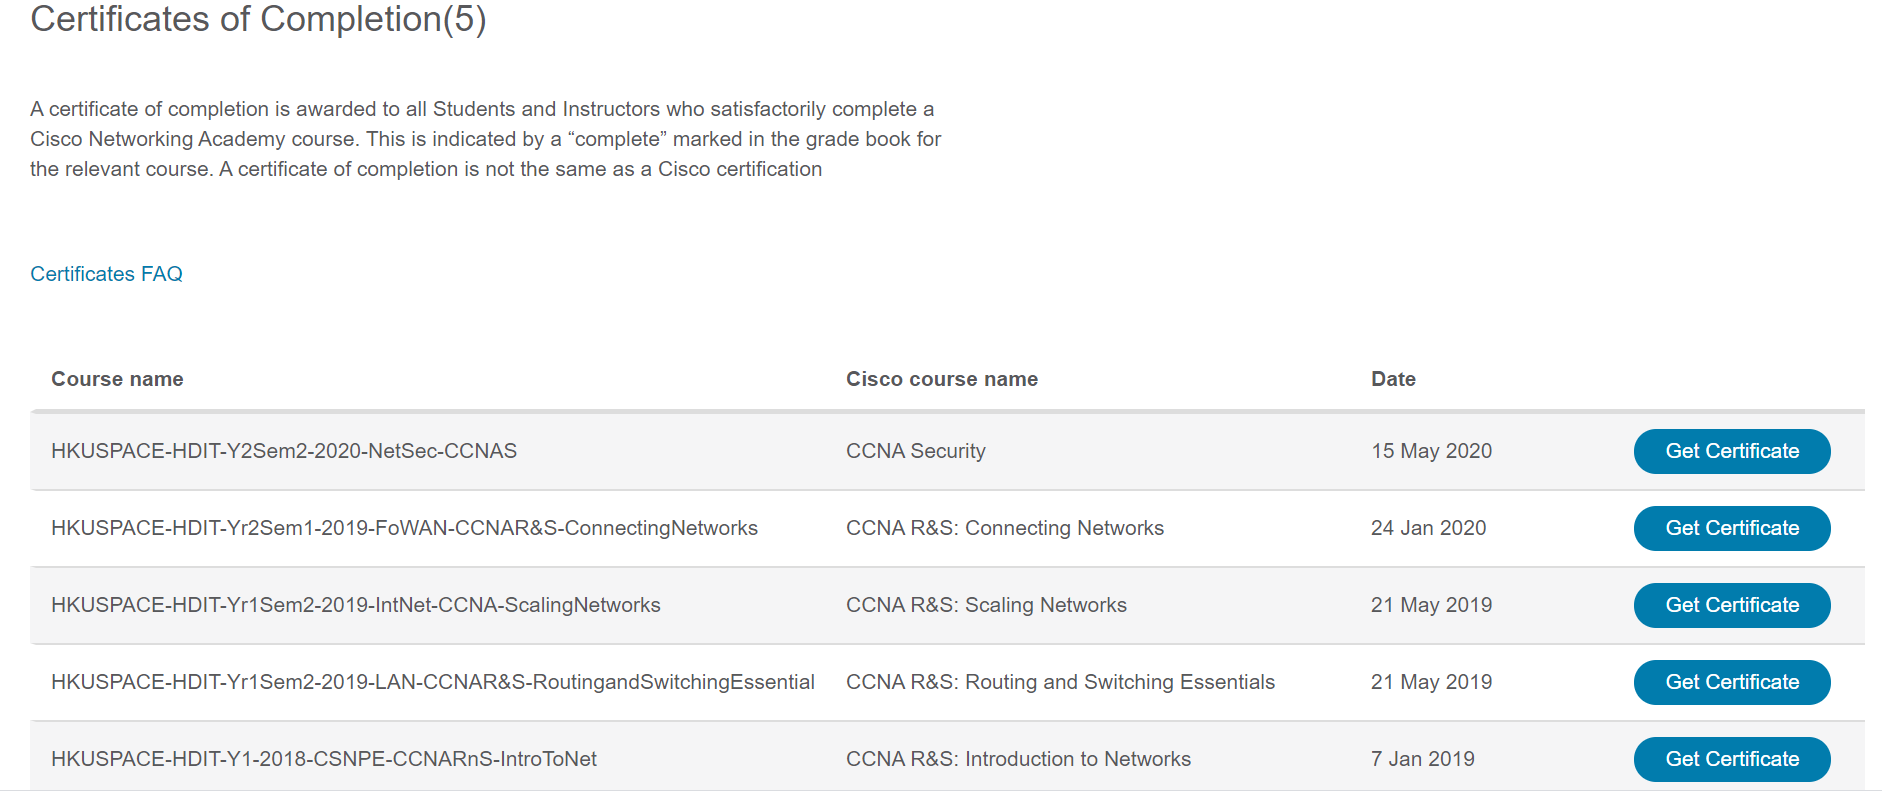 Certificates of Completion(5)
A certificate of completion is awarded to all Students and Instructors who satisfactorily complete a
Cisco Networking Academy course. This is indicated by a “complete” marked in the grade book for
the relevant course. A certificate of completion is not the same as a Cisco certification
Certificates FAQ
Course name Cisco course name Date
HKUSPACE-HDIT-Y2Sem2-2020-NetSec-CCNAS CCNA Security 15 May 2020 Get Certificate
HKUSPACE-HDIT-Yr2Sem1-2019-FoWAN-CCNAR&S-ConnectingNetworks CCNA R&S: Connecting Networks 24 Jan 2020 Get Certificate
HKUSPACE-HDIT-Yr1Sem2-2019-IntNet-CCNA-ScalingNetworks CCNA R&S: Scaling Networks 21 May 2019 Get Certificate
HKUSPACE-HDIT-Yr1Sem2-2019-LAN-CCNAR&S-RoutingandSwitchingEssential CCNA R&S: Routing and Switching Essentials 21 May 2019 Get Certificate
HKUSPACE-HDIT-Y1-2018-CSNPE-CCNARnS-IntroToNet CCNA R&S: Introduction to Networks 7 Jan 2019 Get Certificate